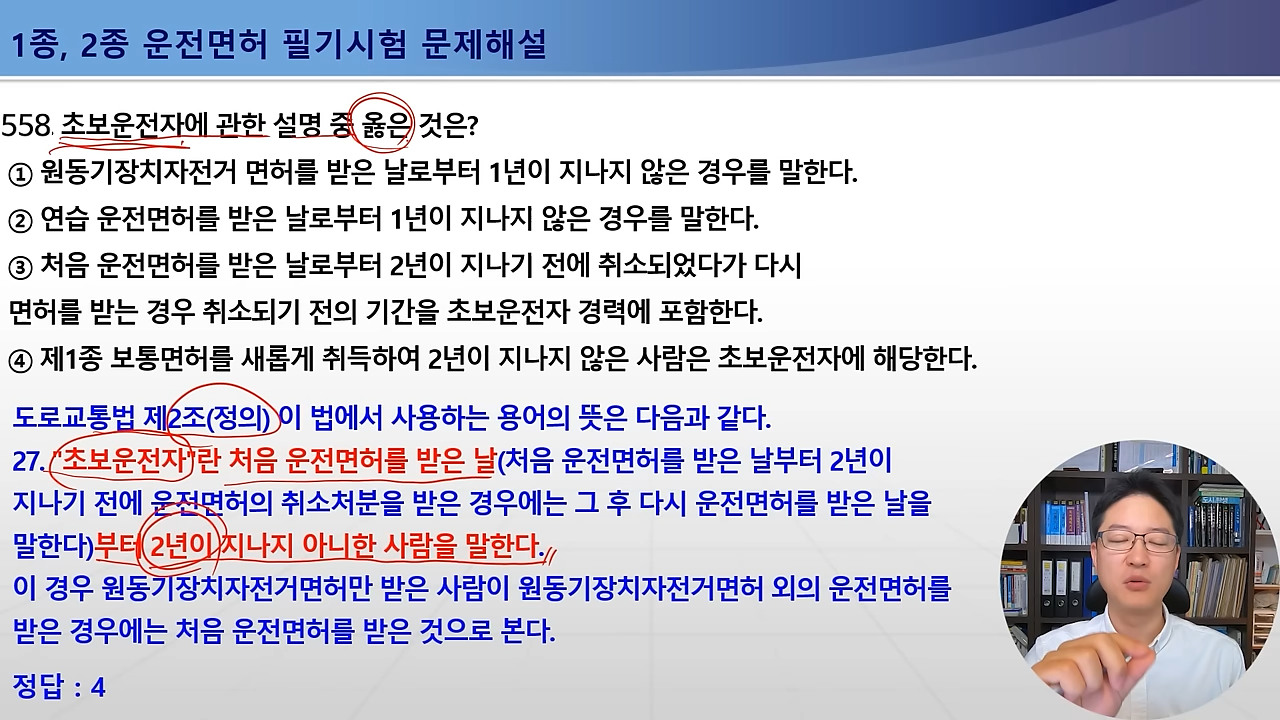 1종, 2종 운전면허 필기시험 문제해설
558. 초보운전자에 관한 설명 중 옳은 것은?
① 원동기장치자전거 면허를 받은 날로부터 1년이 지나지 않은 경우를 말한다.
② 연습 운전면허를 받은 날로부터 1년이 지나지 않은 경우를 말한다.
③ 처음 운전면허를 받은 날로부터 2년이 지나기 전에 취소되었다가 다시
면허를 받는 경우 취소되기 전의 기간을 초보운전자 경력에 포함한다.
④ 제1종 보통면허를 새롭게 취득하여 2년이 지나지 않은 사람은 초보운전자에 해당한다.
도로교통법 제2조(정의) 이 법에서 사용하는 용어의 뜻은 다음과 같다.
27. "초보운전자"란 처음 운전면허를 받은 날(처음 운전면허를 받은 날부터 2년이
지나기 전에 운전면허의 취소처분을 받은 경우에는 그 후 다시 운전면허를 받은 날을
말한다)부터 2년이 지나지 아니한 사람을 말한다.
이 경우 원동기장치자전거면허만 받은 사람이 원동기장치자전거면허 외의 운전면허를
받은 경우에는 처음 운전면허를 받은 것으로 본다.
정답 : 4